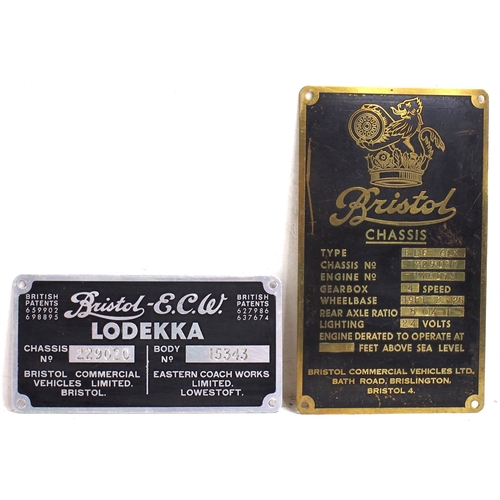 BRITISH PATENTS 659902 698895
Bristol - E.C.W.
BRITISH PATENTS 627986 637674
LODEKKA
CHASSIS No 229010 BODY No 15343
BRISTOL COMMERCIAL VEHICLES LIMITED. BRISTOL.
EASTERN COACH WORKS LIMITED. LOWESTOFT.
Bristol
CHASSIS
TYPE
CHASSIS No
ENGINE No
GEARBOX SPEED
WHEELBASE
REAR AXLE RATIO
LIGHTING 24 VOLTS
ENGINE DERATED TO OPERATE AT
FEET ABOVE SEA LEVEL
BRISTOL COMMERCIAL VEHICLES LTD.
BATH ROAD, BRISLINGTON,
BRISTOL 4.